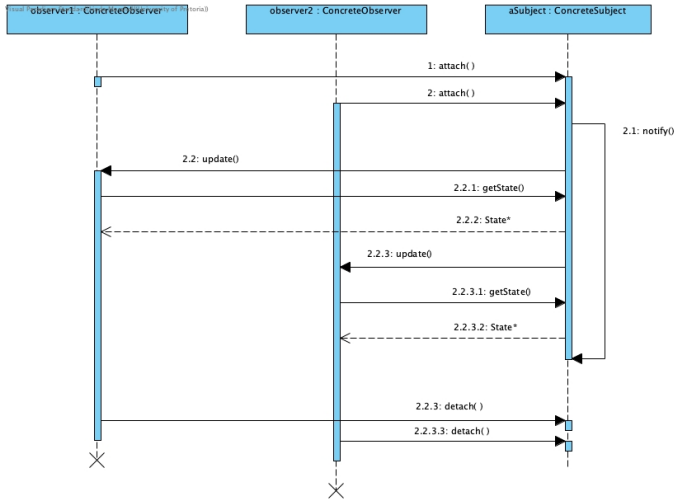 observer1 : ConcreteObserver
observer2 : ConcreteObserver
aSubject : ConcreteSubject
1: attach( )
2: attach( )
2.1: notify()
2.2: update()
2.2.1: getState()
2.2.2: State*
2.2.3: update()
2.2.3.1: getState()
2.2.3.2: State*
2.2.3: detach( )
2.2.3.3: detach( )